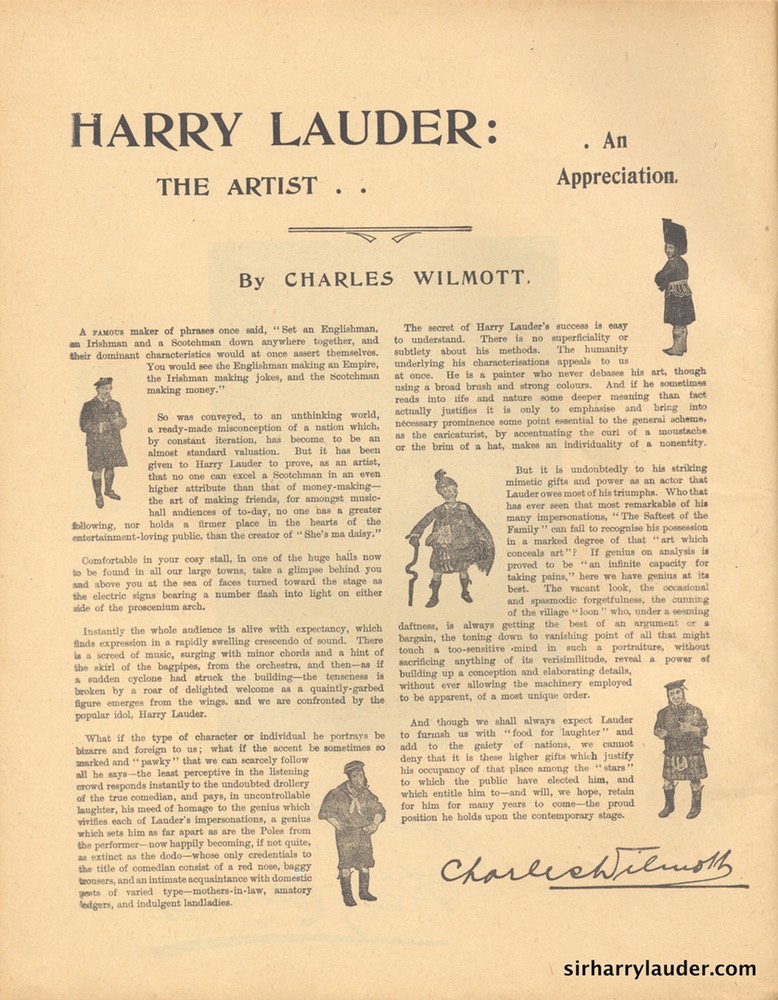 HARRY LAUDER:
THE ARTIST . .
. An
Appreciation.
By CHARLES WILMOTT.
A FAMOUS maker of phrases once said, "Set an Englishman,
an Irishman and a Scotchman down anywhere together, and
their dominant characteristics would at once assert themselves.
You would see the Englishman making an Empire,
the Irishman making jokes, and the Scotchman
making money."
So was conveyed, to an unthinking world,
a ready-made misconception of a nation which,
by constant iteration, has become to be an
almost standard valuation. But it has been
given to Harry Lauder to prove, as an artist,
that no one can excel a Scotchman in an even
higher attribute than that of money-making—
the art of making friends, for amongst music-
hall audiences of to-day, no one has a greater
following, nor holds a firmer place in the hearts of the
entertainment-loving public, than the creator of "She's ma daisy."
Comfortable in your cosy stall, in one of the huge halls now
to be found in all our large towns, take a glimpse behind you
and above you at the sea of faces turned toward the stage as
the electric signs bearing a number flash into light on either
side of the proscenium arch.
Instantly the whole audience is alive with expectancy, which
finds expression in a rapidly swelling crescendo of sound. There
is a screed of music, surging with minor chords and a hint of
the skirl of the bagpipes, from the orchestra, and then—as if
a sudden cyclone had struck the building—the tenseness is
broken by a roar of delighted welcome as a quaintly-garbed
figure emerges from the wings, and we are confronted by the
popular idol, Harry Lauder.
What if the type of character or individual he portrays be
bizarre and foreign to us; what if the accent be sometimes so
marked and "pawky" that we can scarcely follow
all he says—the least perceptive in the listening
crowd responds instantly to the undoubted drollery
of the true comedian, and pays, in uncontrollable
laughter, his meed of homage to the genius which
vivifies each of Lauder's impersonations, a genius
which sets him as far apart as are the Poles from
the performer—now happily becoming, if not quite,
as extinct as the dodo—whose only credentials to
the title of comedian consist of a red nose, baggy
trousers, and an intimate acquaintance with domestic
pests of varied type—mothers-in-law, amatory
lodgers, and indulgent landladies.
The secret of Harry Lauder's success is easy
to understand. There is no superficiality or
subtlety about his methods. The humanity
underlying his characterisations appeals to us
at once. He is a painter who never debases his art, though
using a broad brush and strong colours. And if he sometimes
reads into life and nature some deeper meaning than fact
actually justifies it is only to emphasise and bring into
necessary prominence some point essential to the general scheme,
as the caricaturist, by accentuating the curl of a moustache
or the brim of a hat, makes an individuality of a nonentity.
But it is undoubtedly to his striking
mimetic gifts and power as an actor that
Lauder owes most of his triumphs. Who that
has ever seen that most remarkable of his
many impersonations, "The Saftest of the
Family" can fail to recognise his possession
in a marked degree of that "art which
conceals art"? If genius on analysis is
proved to be "an infinite capacity for
taking pains," here we have genius at its
best. The vacant look, the occasional
and spasmodic forgetfulness, the cunning
of the village "loon" who, under a seeming
daftness, is always getting the best of an argument or a
bargain, the toning down to vanishing point of all that might
touch a too-sensitive mind in such a portraiture, without
sacrificing anything of its verisimilitude, reveal a power of
building up a conception and elaborating details,
without ever allowing the machinery employed
to be apparent, of a most unique order.
And though we shall always expect Lauder
to furnish us with "food for laughter" and
add to the gaiety of nations, we cannot
deny that it is these higher gifts which justify
his occupancy of that place among the "stars"
to which the public have elected him, and
which entitle him to—and will, we hope, retain
for him for many years to come—the proud
position he holds upon the contemporary stage.
Charles Wilmott
sirharrylauder.com